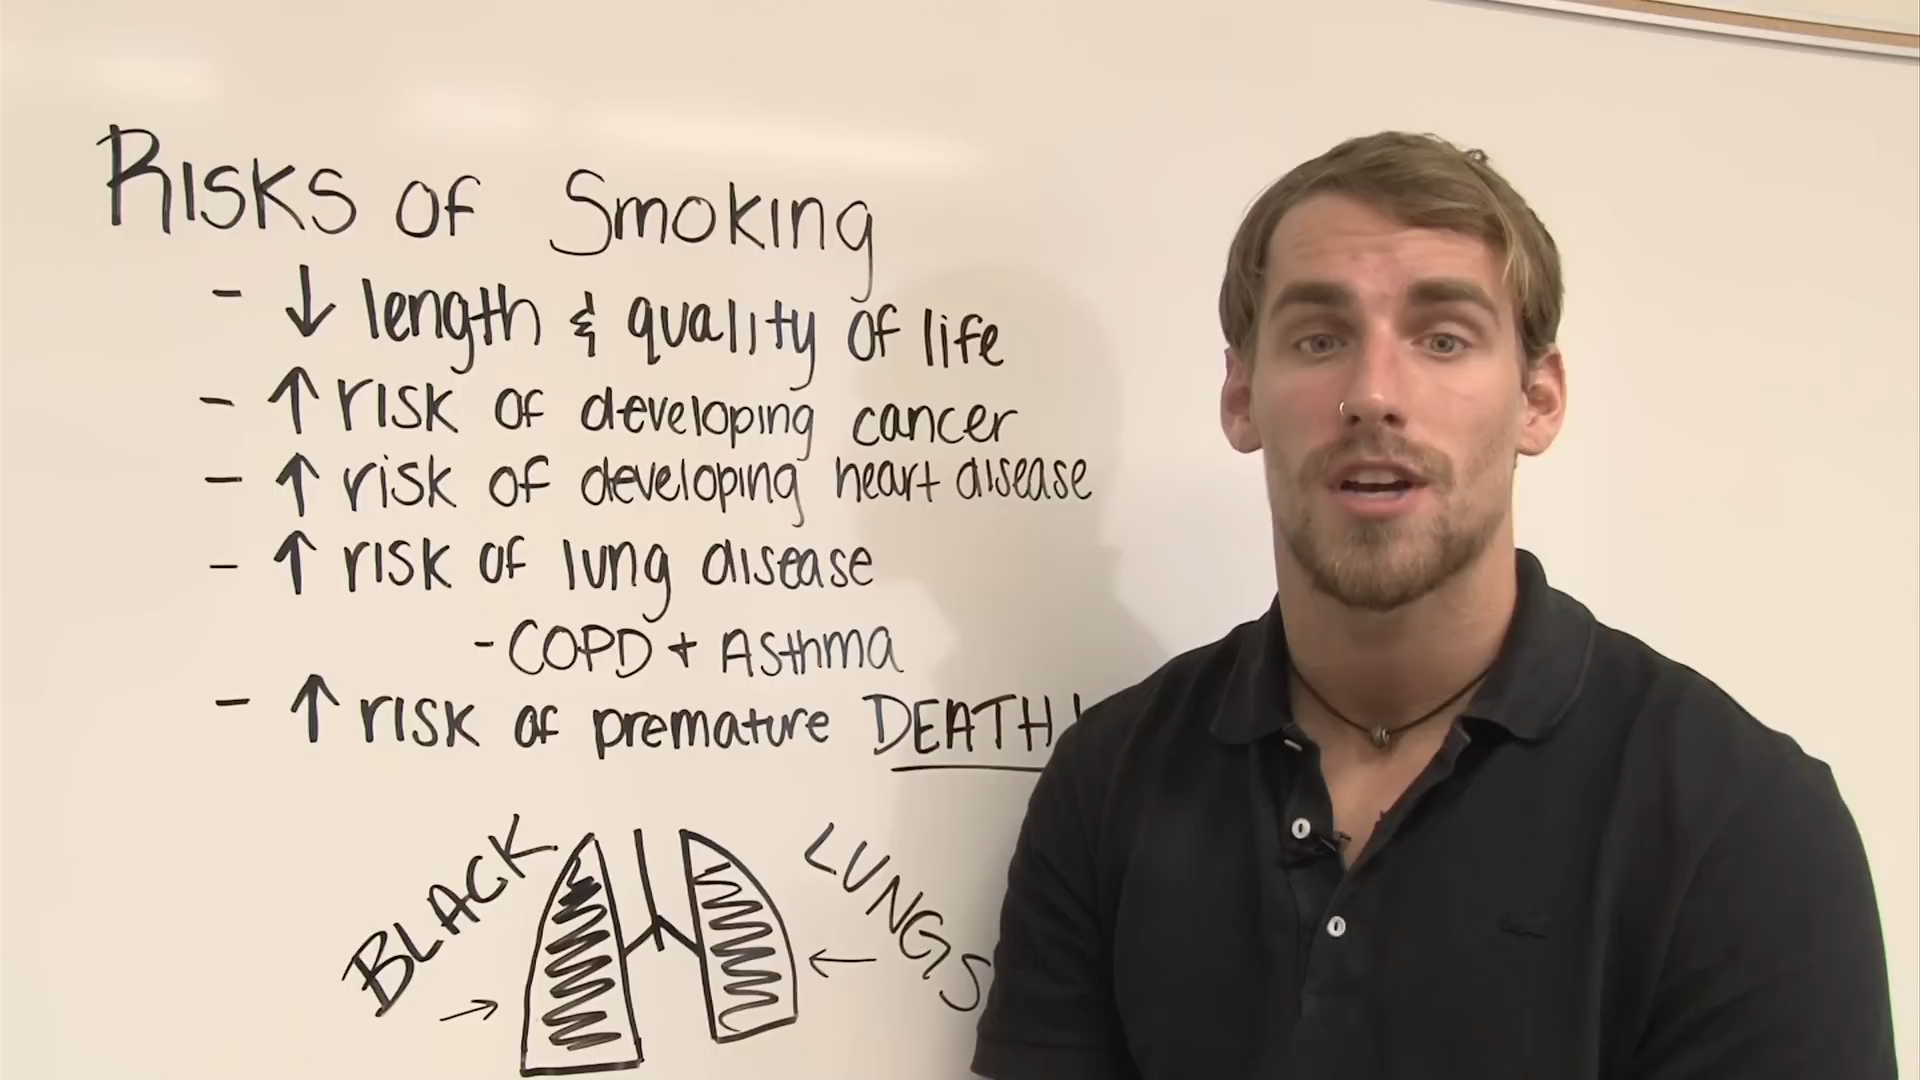 RISKS OF Smoking
- ↓ length & quality of life
- ↑ risk of developing cancer
- ↑ risk of developing heart disease
- ↑ risk of lung disease
- COPD + Asthma
- ↑ risk of premature DEATH!
BLACK LUNGS